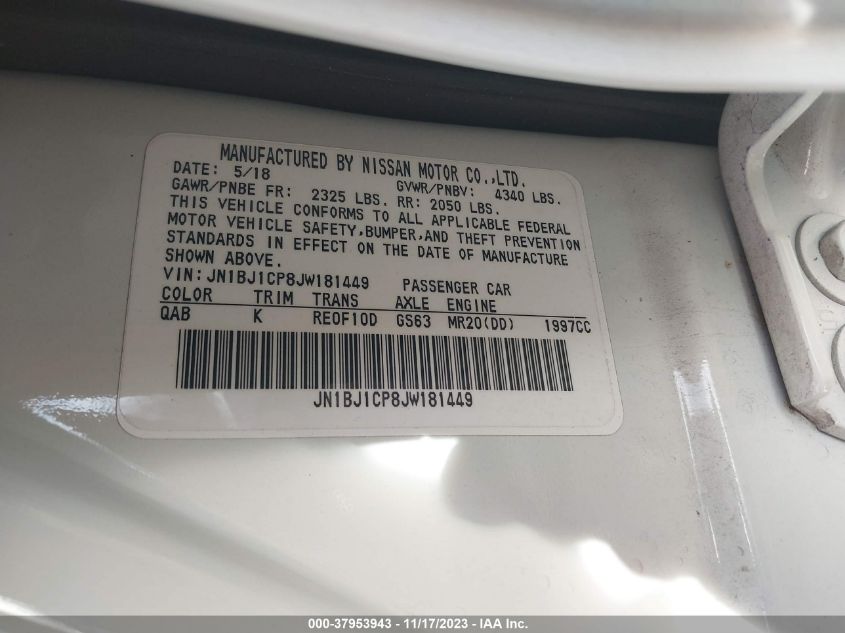 MANUFACTURED BY NISSAN MOTOR CO.,LTD.
DATE: 5/18 GVWR/PNBV: 4340 LBS.
GAWR/PNBE FR: 2325 LBS. RR: 2050 LBS.
THIS VEHICLE CONFORMS TO ALL APPLICABLE FEDERAL
MOTOR VEHICLE SAFETY,BUMPER,AND THEFT PREVENTION
STANDARDS IN EFFECT ON THE DATE OF MANUFACTURE
SHOWN ABOVE.
VIN: JN1BJ1CP8JW181449 PASSENGER CAR
COLOR TRIM TRANS AXLE ENGINE
QAB K RE0F10D GS63 MR20(DD) 1997CC
JN1BJ1CP8JW181449
000-37953943 - 11/17/2023 - IAA Inc.